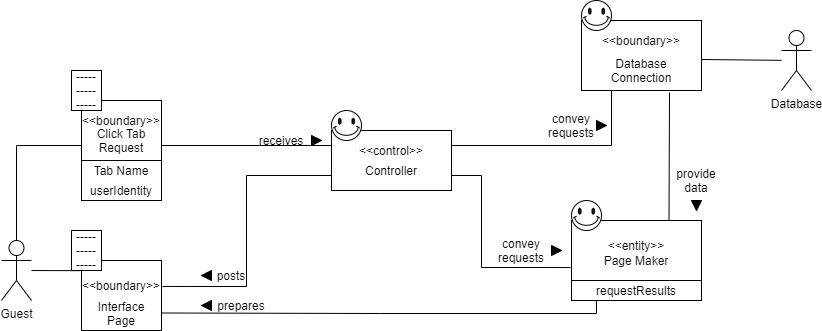 <<boundary>>
Database
Connection
Database
-----
-----
-----
<<boundary>>
Click Tab
Request
Tab Name
userIdentity
receives
<<control>>
Controller
convey
requests
provide
data
-----
-----
-----
Guest
<<boundary>>
Interface
Page
posts
prepares
convey
requests
<<entity>>
Page Maker
requestResults